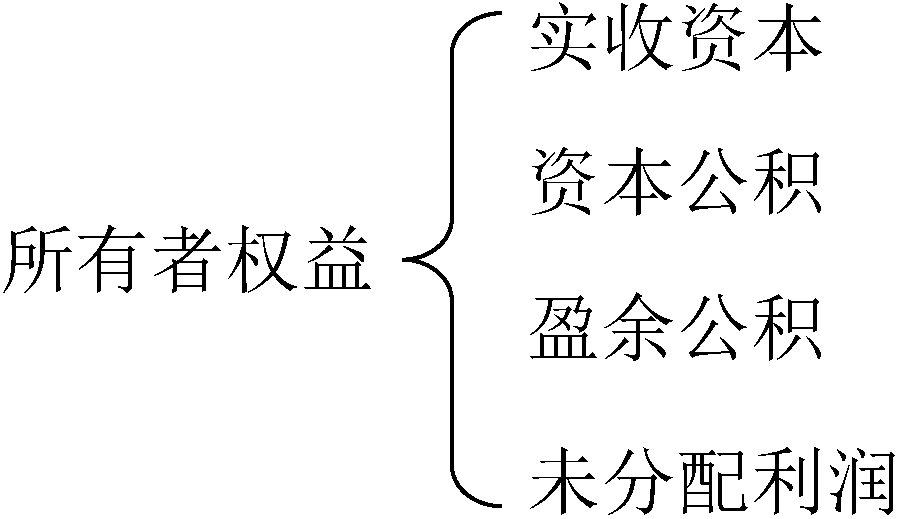 所有者权益
实收资本
资本公积
盈余公积
未分配利润